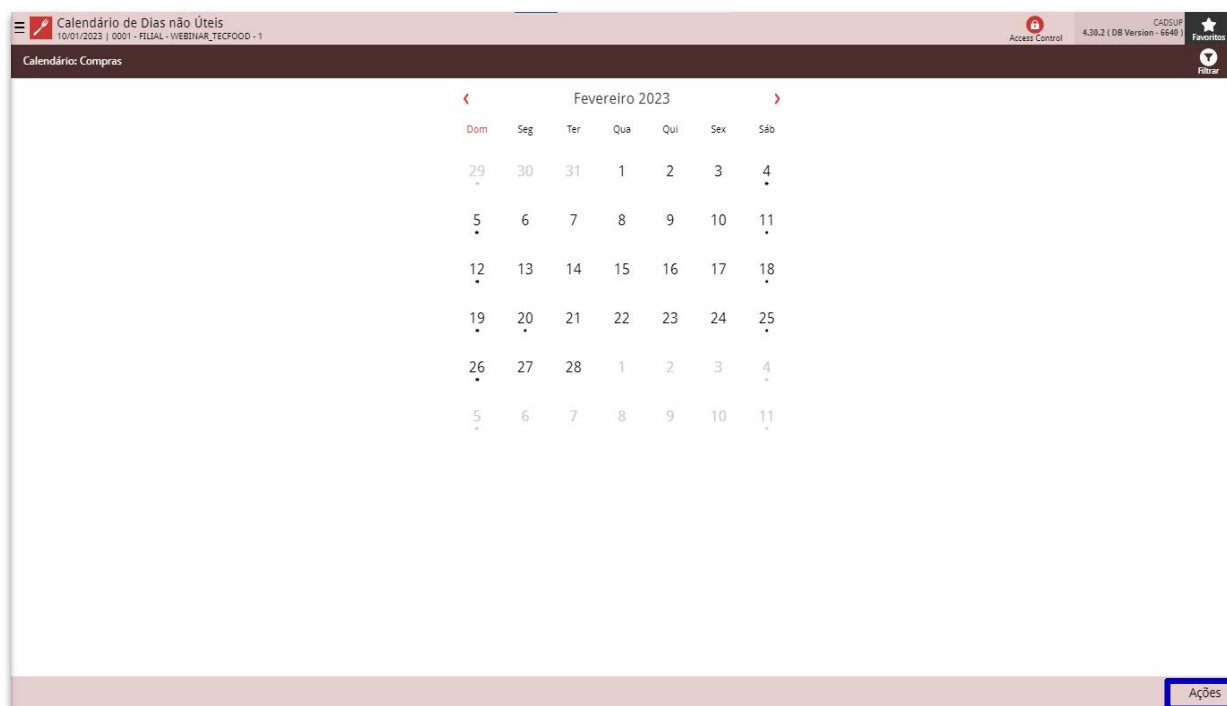 Calendário de Dias não Úteis
10/01/2023 | 0001 - FILIAL - WEBINAR_TECFOOD - 1
Access Control
CADSUP
4.30.2 ( DB Version - 6640 )
Favoritos
Calendário: Compras
Filtrar
Fevereiro 2023
Dom Seg Ter Qua Qui Sex Sáb
29 30 31 1 2 3 4
5 6 7 8 9 10 11
12 13 14 15 16 17 18
19 20 21 22 23 24 25
26 27 28 1 2 3 4
5 6 7 8 9 10 11
Ações